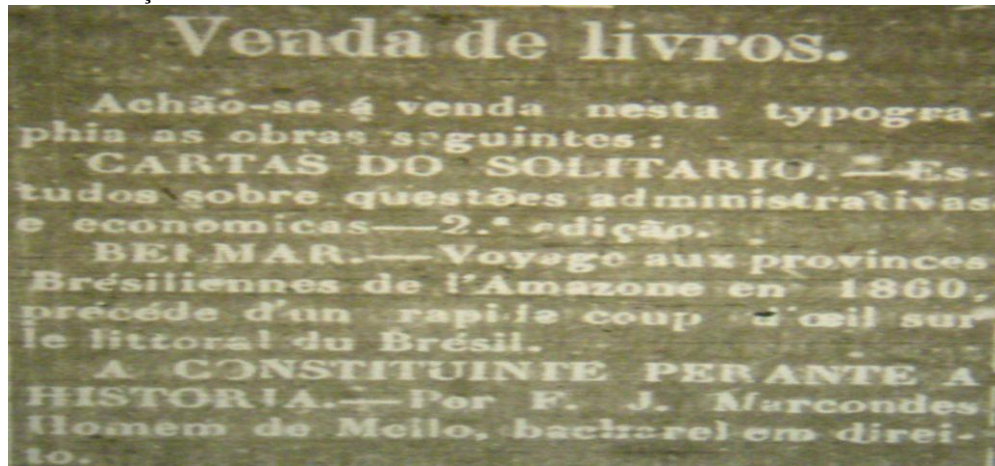 Venda de livros.
Achão-se á venda nesta typogra-
phia as obras seguintes:
CARTAS DO SOLITARIO.—Es-
tudos sobre questões administrativas
e economicas—2.ª edição.
BELMAR.—Voyage aux provinces
Brésiliennes de l'Amazone en 1860,
précéde d'un rapide coup d'œil sur
le littoral du Brésil.
A CONSTITUINTE PERANTE A
HISTORIA.—Por F. J. Marcondes
Homem de Mello, bacharel em direi-
to.